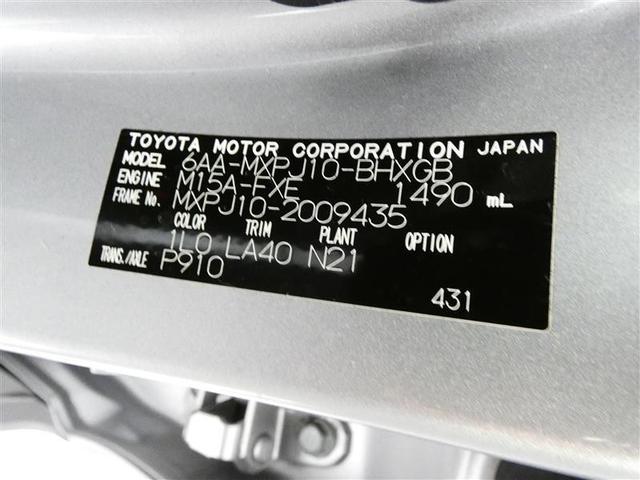 TOYOTA MOTOR CORPORATION JAPAN
MODEL 6AA-MXPJ10-BHXGB
ENGINE M15A-FXE 1490 mL
FRAME No. MXPJ10-2009435
COLOR TRIM PLANT OPTION
1L0 LA40 N21
TRANS./AXLE P910
431